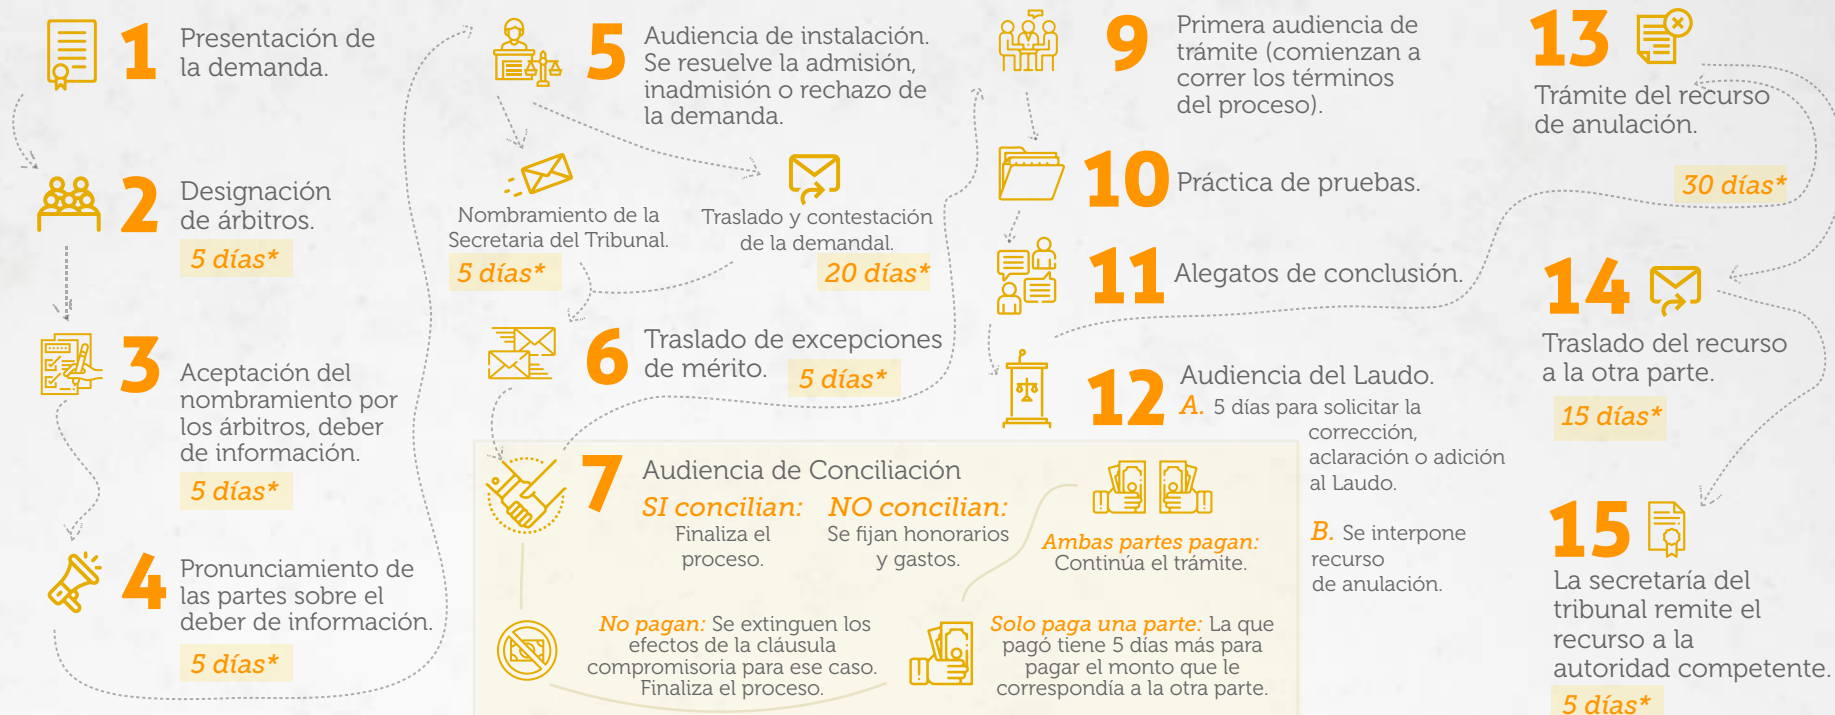 1
Presentación de
la demanda.
2
Designación
de árbitros.
5 días*
3
Aceptación del
nombramiento por
los árbitros, deber
de información.
5 días*
4
Pronunciamiento de
las partes sobre el
deber de información.
5 días*
5
Audiencia de instalación.
Se resuelve la admisión,
inadmisión o rechazo de
la demanda.
Nombramiento de la
Secretaria del Tribunal.
5 días*
Traslado y contestación
de la demandal.
20 días*
6
Traslado de excepciones
de mérito.
5 días*
7
Audiencia de Conciliación
SI concilian:
Finaliza el
proceso.
NO concilian:
Se fijan honorarios
y gastos.
Ambas partes pagan:
Continúa el trámite.
No pagan: Se extinguen los
efectos de la cláusula
compromisoria para ese caso.
Finaliza el proceso.
Solo paga una parte: La que
pagó tiene 5 días más para
pagar el monto que le
correspondía a la otra parte.
9
Primera audiencia de
trámite (comienzan a
correr los términos
del proceso).
10
Práctica de pruebas.
11
Alegatos de conclusión.
12
Audiencia del Laudo.
A. 5 días para solicitar la
corrección,
aclaración o adición
al Laudo.
B. Se interpone
recurso
de anulación.
13
Trámite del recurso
de anulación.
30 días*
14
Traslado del recurso
a la otra parte.
15 días*
15
La secretaría del
tribunal remite el
recurso a la
autoridad competente.
5 días*